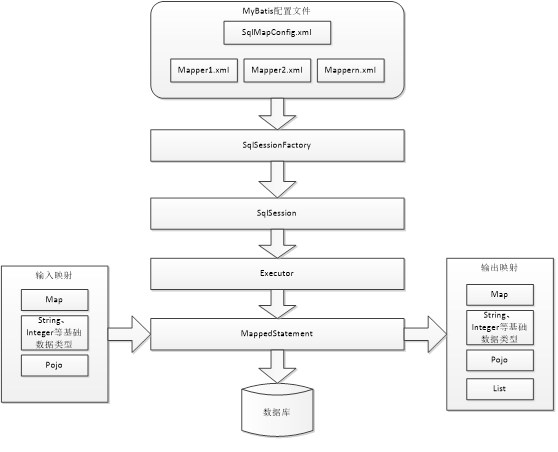 MyBatis配置文件
SqlMapConfig.xml
Mapper1.xml
Mapper2.xml
Mappern.xml
SqlSessionFactory
SqlSession
Executor
输入映射
Map
String、
Integer等基础
数据类型
Pojo
MappedStatement
输出映射
Map
String、
Integer等基础
数据类型
Pojo
List
数据库